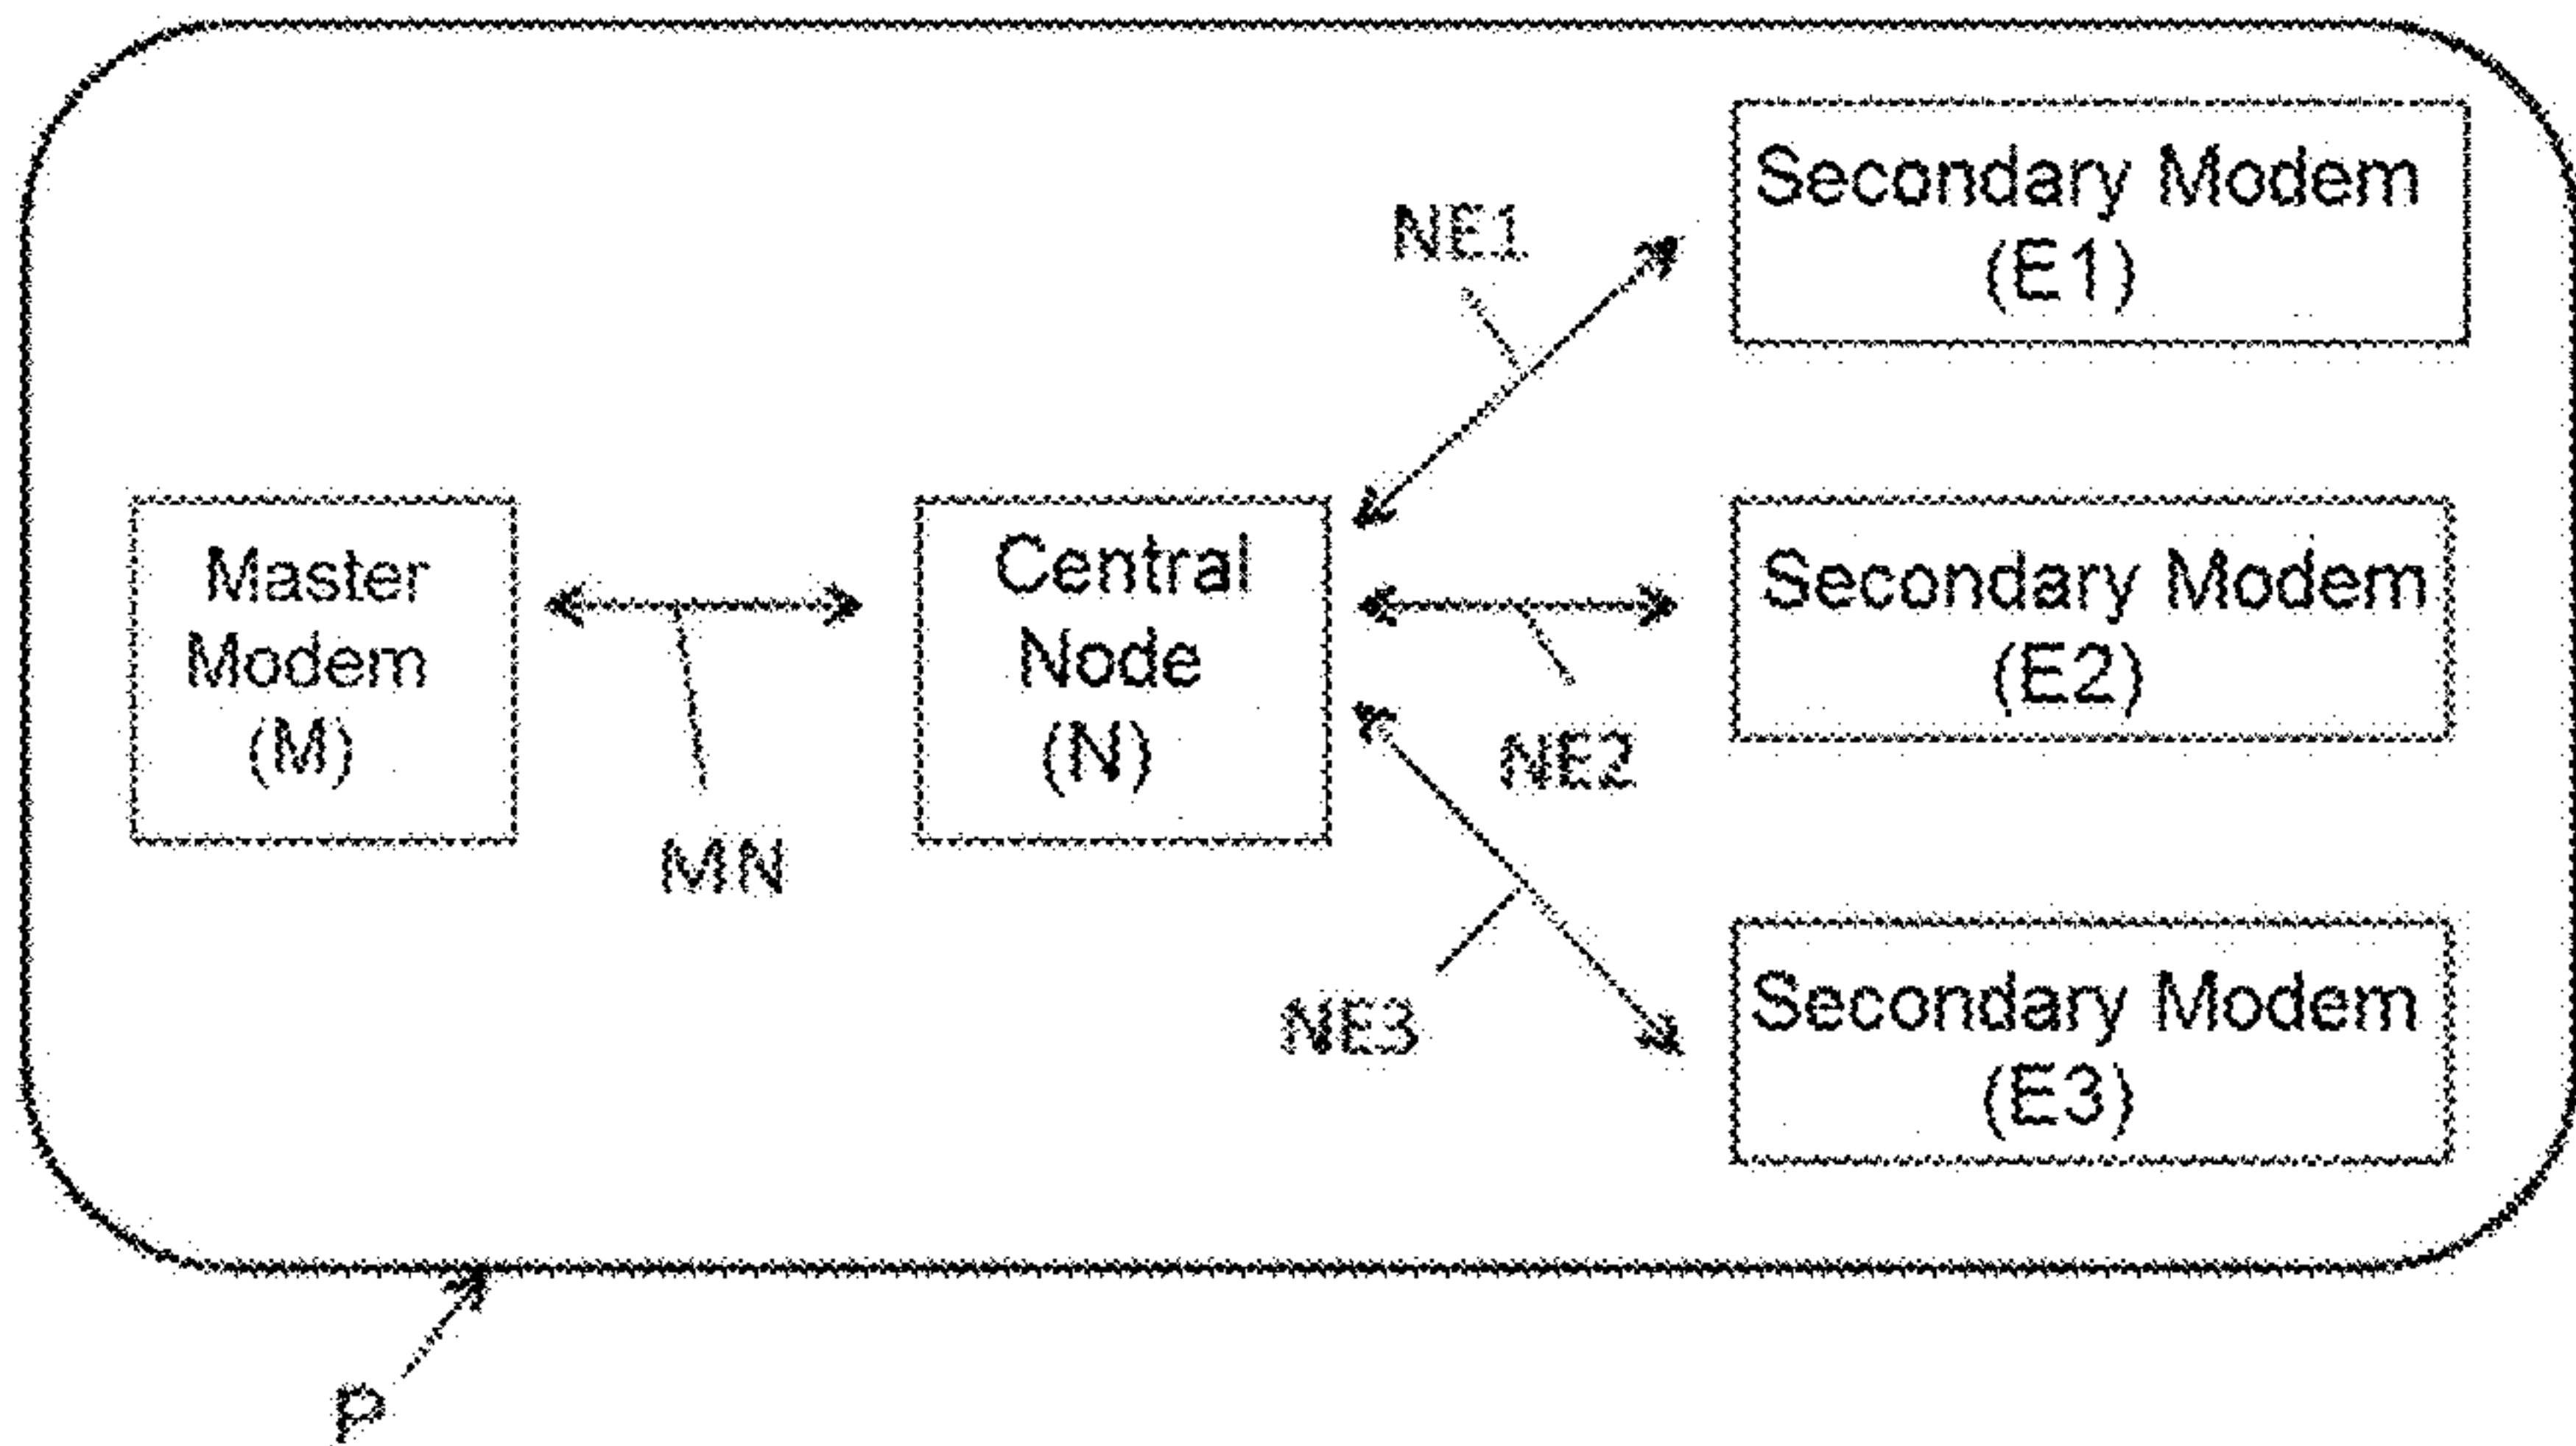 Secondary Modem
(E1)
NE1
Master
Modem
(M)
MN
Central
Node
(N)
Secondary Modem
(E2)
NE2
Secondary Modem
(E3)
NE3
P